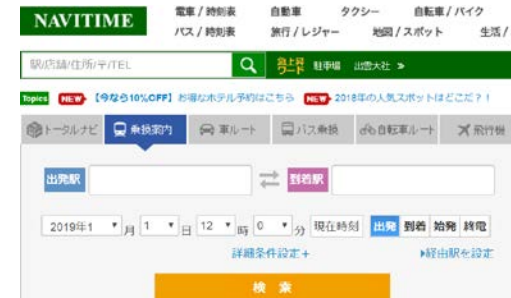 NAVITIME
電車 / 時刻表 自動車 タクシー 自転車 / バイク
バス / 時刻表 旅行 / レジャー 地図 / スポット 生活 /
駅/店舗/住所/〒/TEL 急上昇ワード 駐車場 出雲大社 ≫
Topics NEW 【今なら10%OFF】お得なホテル予約はこちら NEW 2018年の人気スポットはどこだ?!
トータルナビ 乗換案内 車ルート バス乗換 自転車ルート 飛行機
出発駅 到着駅
2019年1 月 1 日 12 時 0 分 現在時刻 出発 到着 始発 終電
詳細条件設定+ 経由駅を設定
検 索